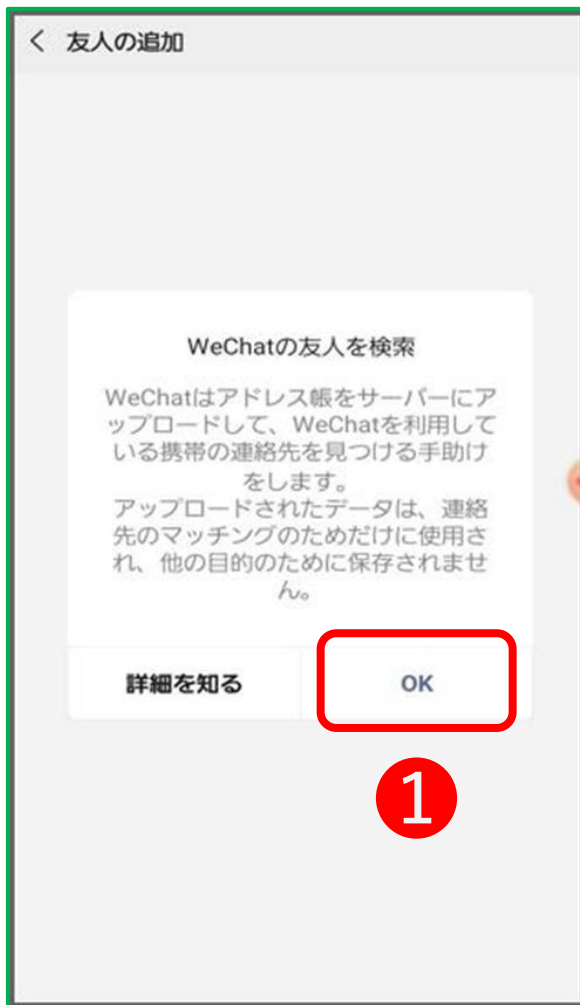 友人の追加
WeChatの友人を検索
WeChatはアドレス帳をサーバーにア
ップロードして、WeChatを利用して
いる携帯の連絡先を見つける手助け
をします。
アップロードされたデータは、連絡
先のマッチングのためだけに使用さ
れ、他の目的のために保存されませ
ん。
詳細を知る OK
1